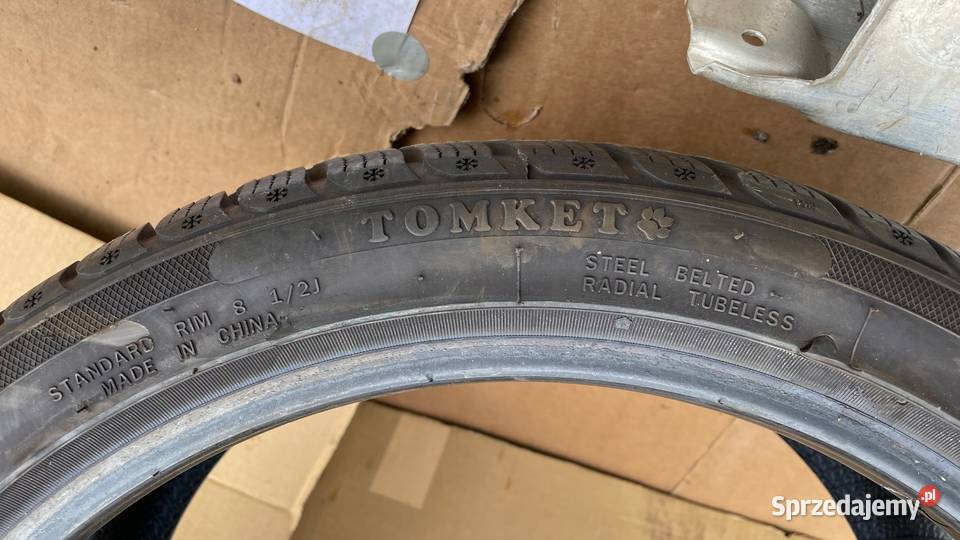 TOMKET
STEEL BELTED
RADIAL TUBELESS
STANDARD RIM 8 1/2J
MADE IN CHINA
Sprzedajemy.pl